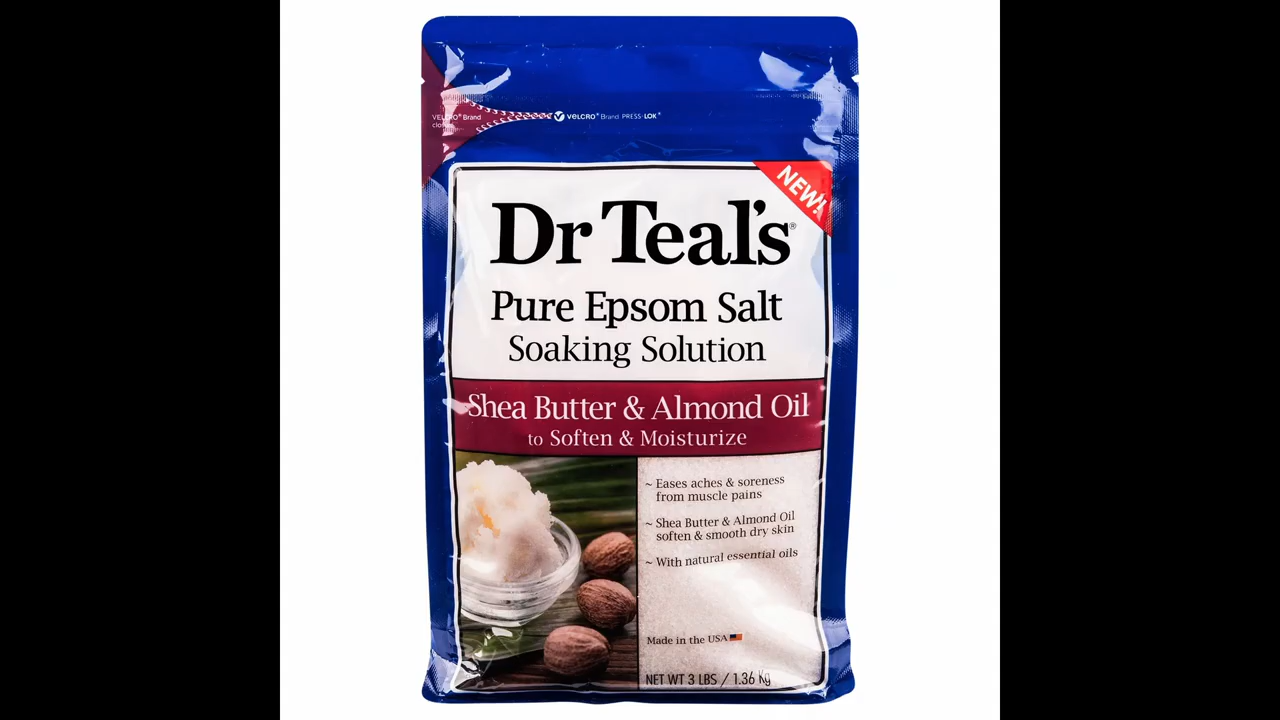 VELCRO® Brand
VELCRO® Brand PRESS-LOK®
NEW!
Dr Teal's®
Pure Epsom Salt
Soaking Solution
Shea Butter & Almond Oil
to Soften & Moisturize
~ Eases aches & soreness
from muscle pains
~ Shea Butter & Almond Oil
soften & smooth dry skin
~ With natural essential oils
Made in the USA
NET WT 3 LBS / 1.36 Kg